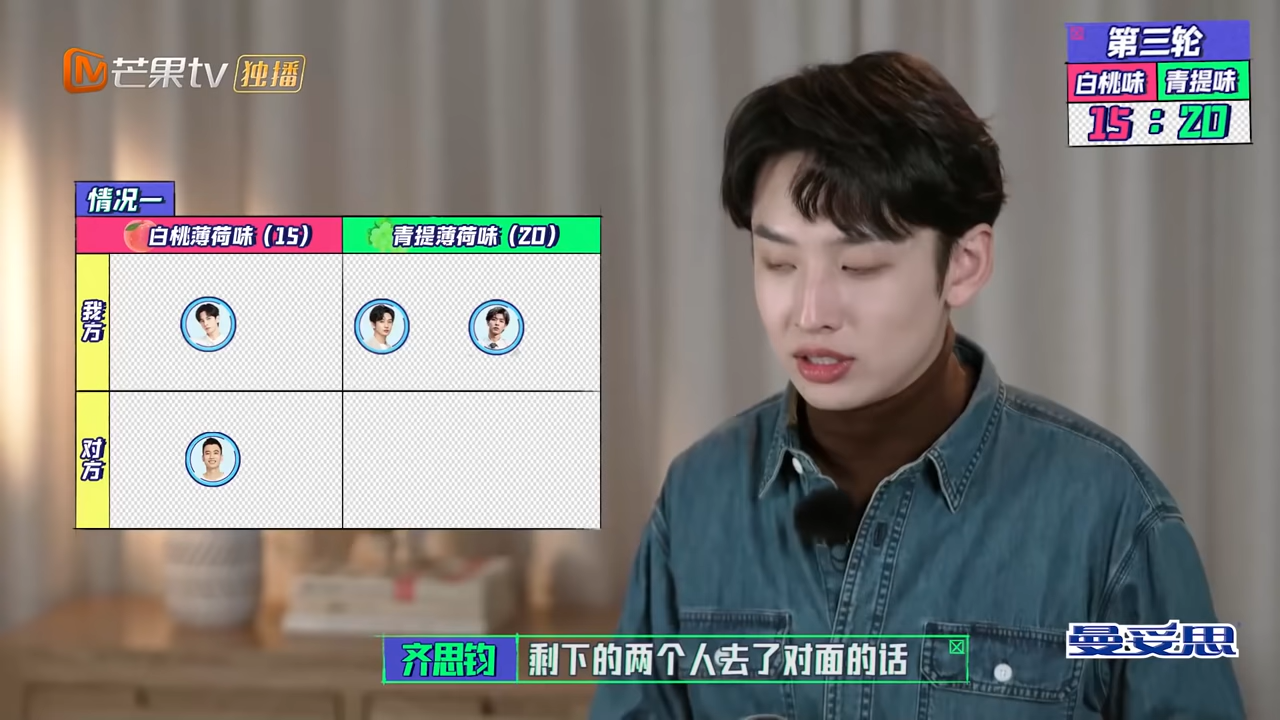 芒果tv 独播
第三轮
白桃味 青提味
15 : 20
情况一
白桃薄荷味（15） 青提薄荷味（20）
我方
对方
曼妥思
齐思钧 剩下的两个人去了对面的话